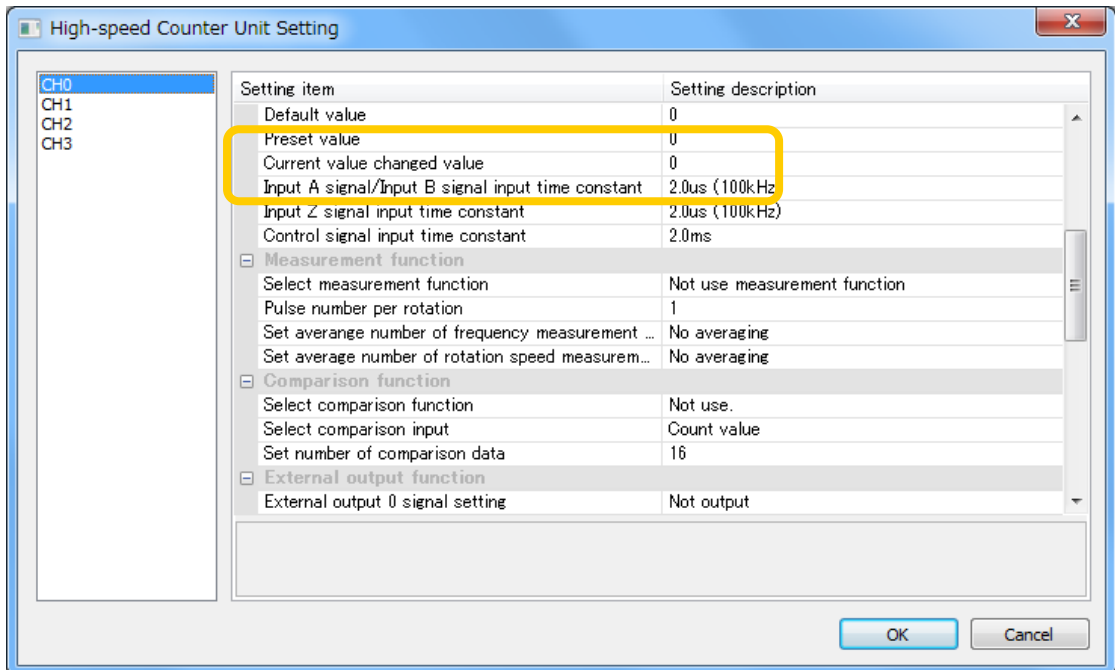 High-speed Counter Unit Setting
CH0
CH1
CH2
CH3
Setting item Setting description
Default value 0
Preset value 0
Current value changed value 0
Input A signal/Input B signal input time constant 2.0us (100kHz
Input Z signal input time constant 2.0us (100kHz)
Control signal input time constant 2.0ms
Measurement function
Select measurement function Not use measurement function
Pulse number per rotation 1
Set averange number of frequency measurement ... No averaging
Set average number of rotation speed measurem... No averaging
Comparison function
Select comparison function Not use.
Select comparison input Count value
Set number of comparison data 16
External output function
External output 0 signal setting Not output
OK Cancel